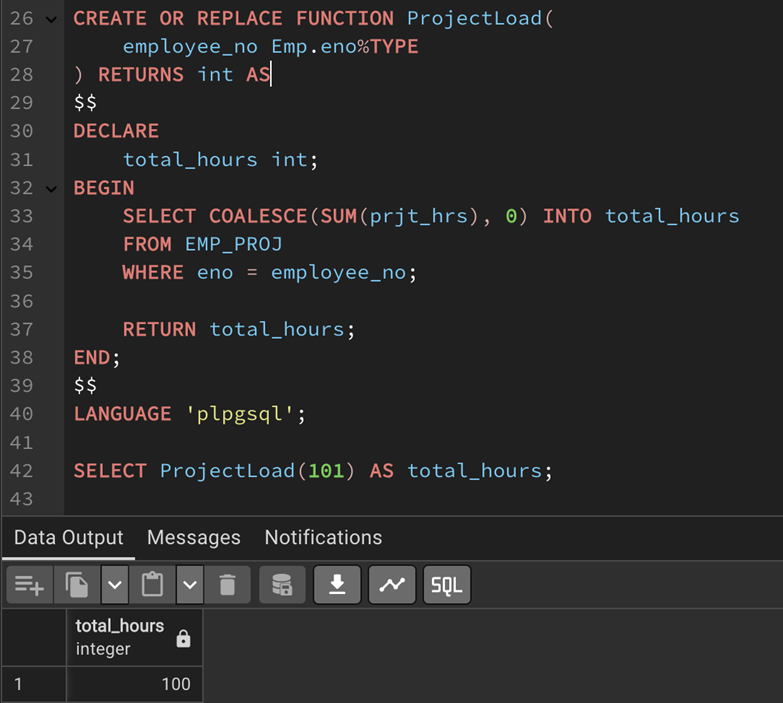 26 CREATE OR REPLACE FUNCTION ProjectLoad(
27 employee_no Emp.eno%TYPE
28 ) RETURNS int AS
29 $$
30 DECLARE
31 total_hours int;
32 BEGIN
33 SELECT COALESCE(SUM(prjt_hrs), 0) INTO total_hours
34 FROM EMP_PROJ
35 WHERE eno = employee_no;
36
37 RETURN total_hours;
38 END;
39 $$
40 LANGUAGE 'plpgsql';
41
42 SELECT ProjectLoad(101) AS total_hours;
43
Data Output Messages Notifications
SQL
total_hours
integer
1 100